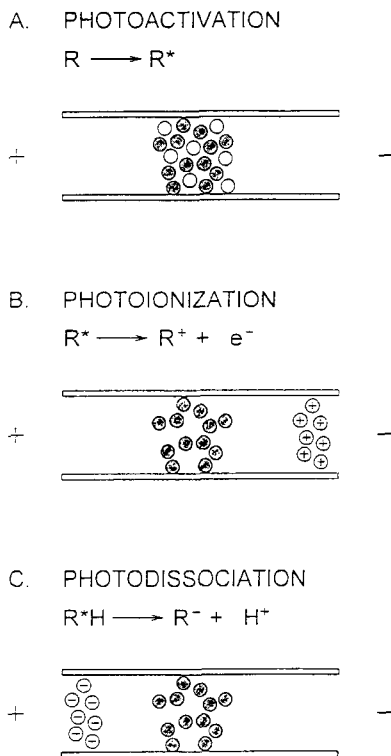 A. PHOTOACTIVATION
R ⟶ R*
+ −
B. PHOTOIONIZATION
R* ⟶ R⁺ + e⁻
+ −
⊕ ⊕ ⊕ ⊕ ⊕ ⊕ ⊕
C. PHOTODISSOCIATION
R*H ⟶ R⁻ + H⁺
+ −
⊖ ⊖ ⊖ ⊖ ⊖ ⊖ ⊖